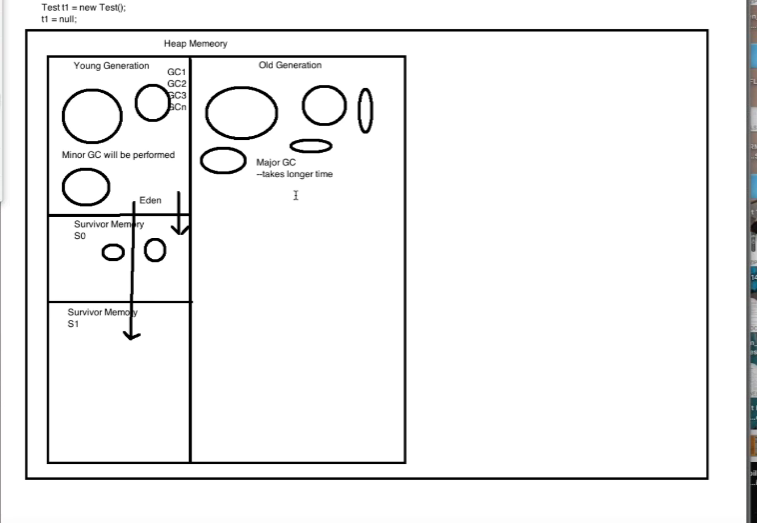 Test t1 = new Test();
t1 = null;
Heap Memeory
Young Generation
Old Generation
GC1
GC2
GC3
GCn
Minor GC will be performed
Major GC
--takes longer time
Eden
Survivor Memory
S0
Survivor Memory
S1